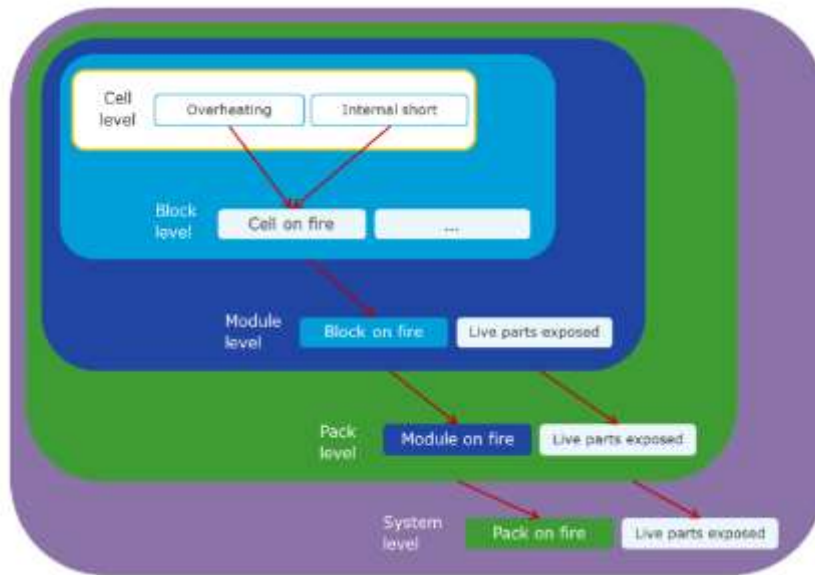 Cell
level
Overheating
Internal short
Block
level
Cell on fire
...
Module
level
Block on fire
Live parts exposed
Pack
level
Module on fire
Live parts exposed
System
level
Pack on fire
Live parts exposed